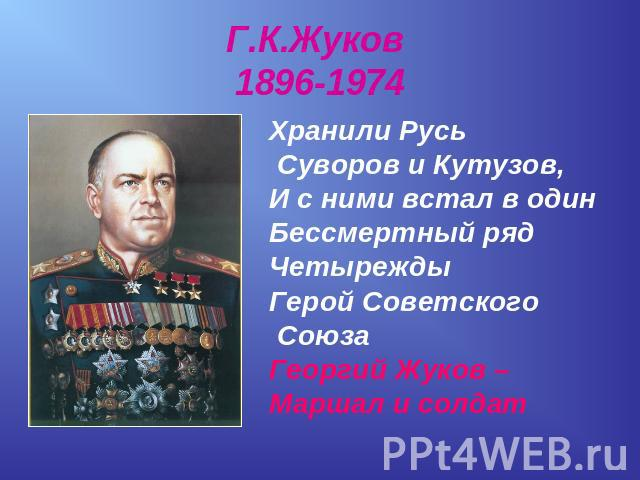 Г.К.Жуков
1896-1974
Хранили Русь
Суворов и Кутузов,
И с ними встал в один
Бессмертный ряд
Четырежды
Герой Советского
Союза
Георгий Жуков –
Маршал и солдат
PPt4WEB.ru